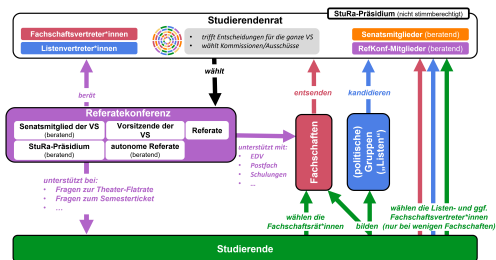 StuRa-Präsidium (nicht stimmberechtigt)
Studierendenrat
Fachschaftsvertreter*innen
Listenvertreter*innen
• trifft Entscheidungen für die ganze VS
• wählt Kommissionen/Ausschüsse
Senatsmitglieder (beratend)
RefKonf-Mitglieder (beratend)
berät
wählt
entsenden
kandidieren
Referatekonferenz
Senatsmitglied der VS
(beratend)
Vorsitzende der
VS
Referate
StuRa-Präsidium
(beratend)
autonome Referate
(beratend)
unterstützt mit:
• EDV
• Postfach
• Schulungen
• ...
Fachschaften
(politische)
Gruppen
(„Listen“)
unterstützt bei:
• Fragen zur Theater-Flatrate
• Fragen zum Semesterticket
• ...
wählen die
Fachschaftsrät*innen
bilden
wählen die Listen- und ggf.
Fachschaftsvertreter*innen
(nur bei wenigen Fachschaften)
Studierende